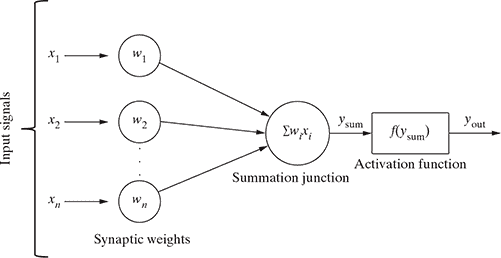 Input signals
x1
w1
x2
w2
xn
wn
Synaptic weights
Σwixi
Summation junction
ysum
f(ysum)
Activation function
yout